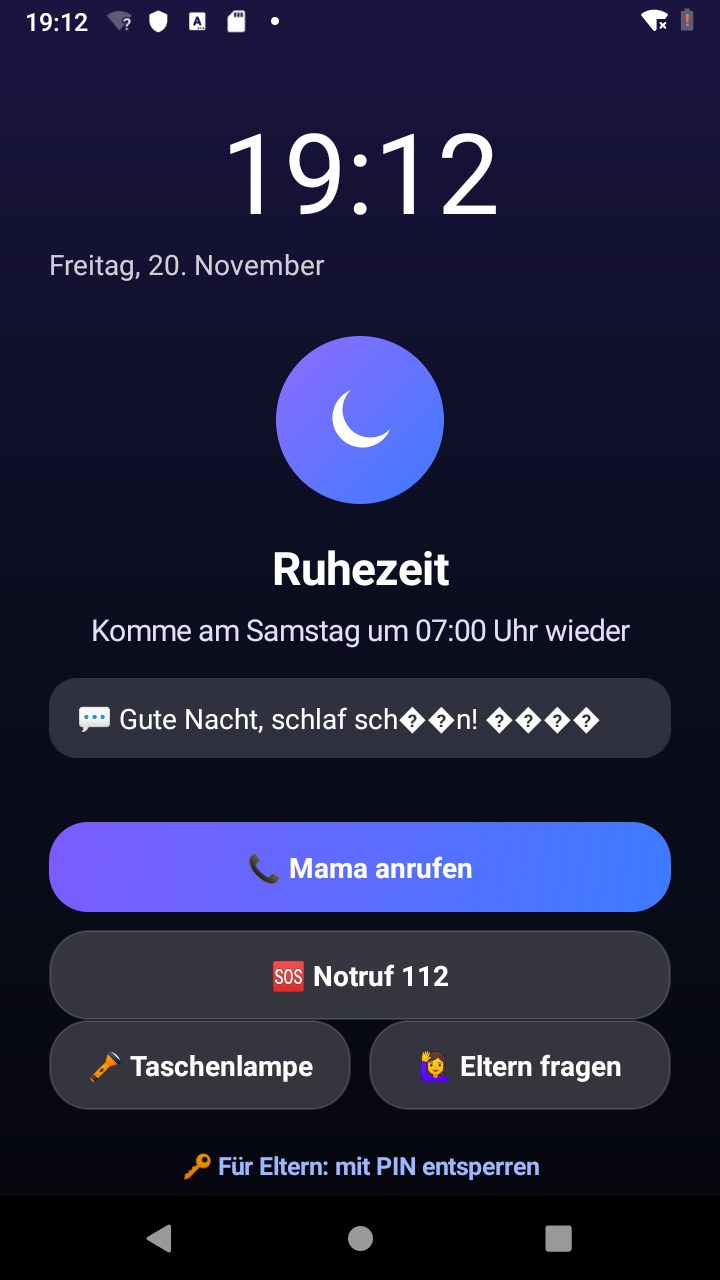 19:12
19:12
Freitag, 20. November
Ruhezeit
Komme am Samstag um 07:00 Uhr wieder
💬 Gute Nacht, schlaf sch��n! ����
📞 Mama anrufen
🆘 Notruf 112
🔦 Taschenlampe
🙋‍♀️ Eltern fragen
🔑 Für Eltern: mit PIN entsperren